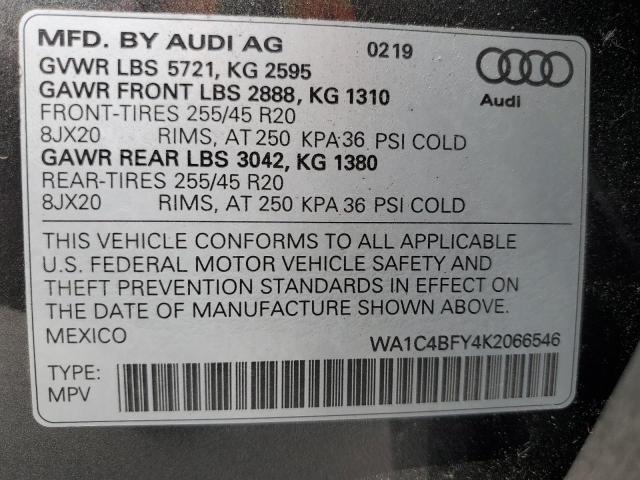 MFD. BY AUDI AG 0219
GVWR LBS 5721, KG 2595
GAWR FRONT LBS 2888, KG 1310
Audi
FRONT-TIRES 255/45 R20
8JX20 RIMS, AT 250 KPA 36 PSI COLD
GAWR REAR LBS 3042, KG 1380
REAR-TIRES 255/45 R20
8JX20 RIMS, AT 250 KPA 36 PSI COLD
THIS VEHICLE CONFORMS TO ALL APPLICABLE
U.S. FEDERAL MOTOR VEHICLE SAFETY AND
THEFT PREVENTION STANDARDS IN EFFECT ON
THE DATE OF MANUFACTURE SHOWN ABOVE.
MEXICO WA1C4BFY4K2066546
TYPE:
MPV